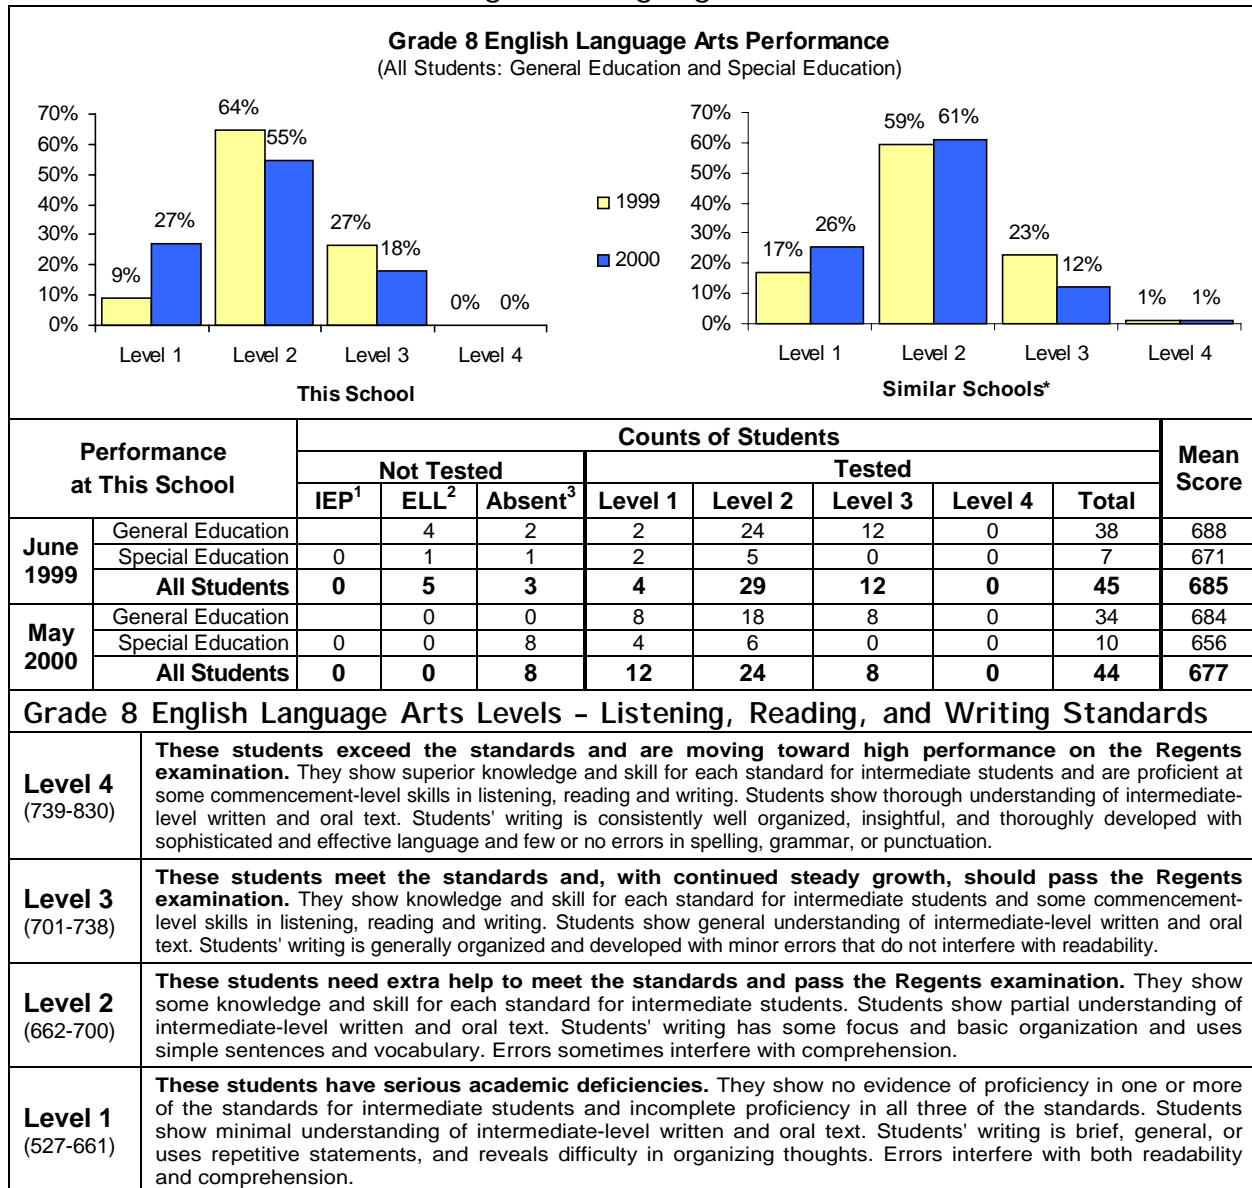 Grade 8 English Language Arts Performance
(All Students: General Education and Special Education)
70%
60%
50%
40%
30%
20%
10%
0%
9%
27%
64%
55%
27%
18%
0% 0%
Level 1 Level 2 Level 3 Level 4
This School
1999
2000
70%
60%
50%
40%
30%
20%
10%
0%
17%
26%
59%
61%
23%
12%
1% 1%
Level 1 Level 2 Level 3 Level 4
Similar Schools*
Performance
at This School
Counts of Students
Mean
Score
Not Tested Tested
IEP1 ELL2 Absent3 Level 1 Level 2 Level 3 Level 4 Total
June
1999
General Education 4 2 2 24 12 0 38 688
Special Education 0 1 1 2 5 0 0 7 671
All Students 0 5 3 4 29 12 0 45 685
May
2000
General Education 0 0 8 18 8 0 34 684
Special Education 0 0 8 4 6 0 0 10 656
All Students 0 0 8 12 24 8 0 44 677
Grade 8 English Language Arts Levels – Listening, Reading, and Writing Standards
Level 4
(739-830)
These students exceed the standards and are moving toward high performance on the Regents
examination. They show superior knowledge and skill for each standard for intermediate students and are proficient at
some commencement-level skills in listening, reading and writing. Students show thorough understanding of intermediate-
level written and oral text. Students' writing is consistently well organized, insightful, and thoroughly developed with
sophisticated and effective language and few or no errors in spelling, grammar, or punctuation.
Level 3
(701-738)
These students meet the standards and, with continued steady growth, should pass the Regents
examination. They show knowledge and skill for each standard for intermediate students and some commencement-
level skills in listening, reading and writing. Students show general understanding of intermediate-level written and oral
text. Students' writing is generally organized and developed with minor errors that do not interfere with readability.
Level 2
(662-700)
These students need extra help to meet the standards and pass the Regents examination. They show
some knowledge and skill for each standard for intermediate students. Students show partial understanding of
intermediate-level written and oral text. Students' writing has some focus and basic organization and uses
simple sentences and vocabulary. Errors sometimes interfere with comprehension.
Level 1
(527-661)
These students have serious academic deficiencies. They show no evidence of proficiency in one or more
of the standards for intermediate students and incomplete proficiency in all three of the standards. Students
show minimal understanding of intermediate-level written and oral text. Students' writing is brief, general, or
uses repetitive statements, and reveals difficulty in organizing thoughts. Errors interfere with both readability
and comprehension.